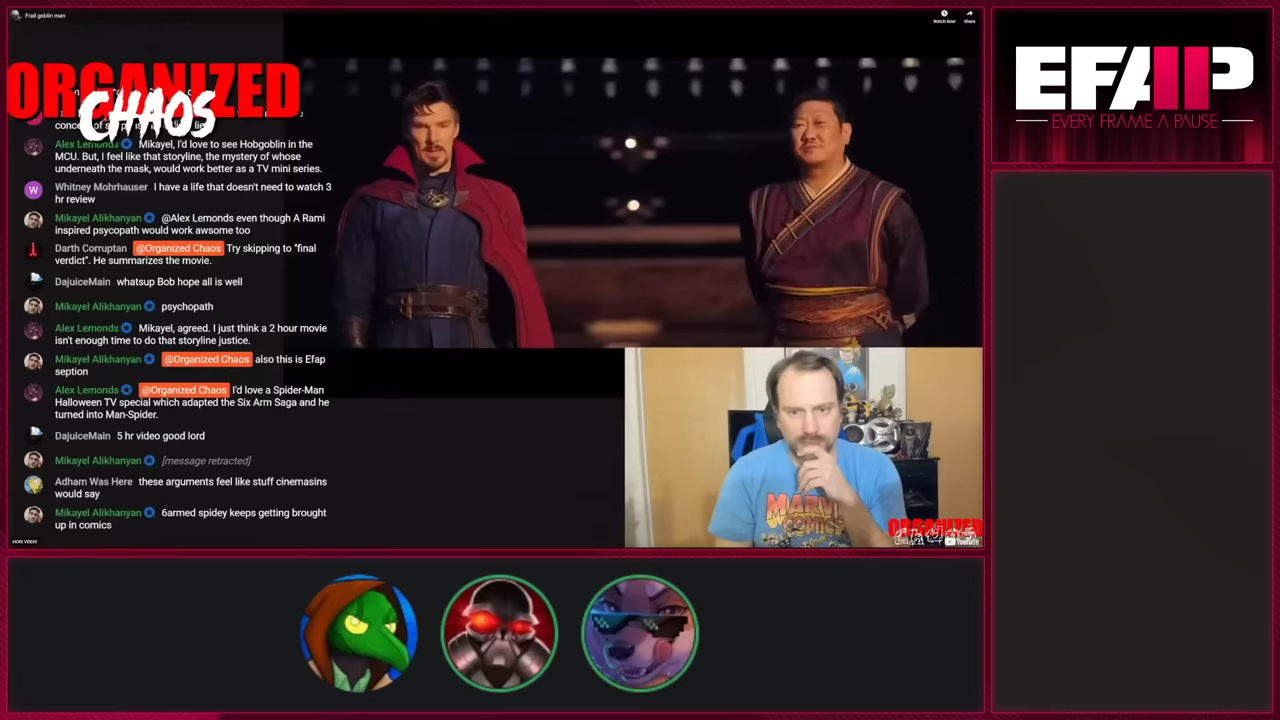 Frail goblin man
Watch later
Share
ORGANIZED
CHAOS
EFAP
EVERY FRAME A PAUSE
Alex Lemonds Mikayel, I'd love to see Hobgoblin in the
MCU. But, I feel like that storyline, the mystery of whose
underneath the mask, would work better as a TV mini series.
W
Whitney Mohrhauser I have a life that doesn't need to watch 3
hr review
Mikayel Alikhanyan @Alex Lemonds even though A Rami
inspired psycopath would work awsome too
Darth Corruptan @Organized Chaos Try skipping to "final
verdict". He summarizes the movie.
DajuiceMain whatsup Bob hope all is well
Mikayel Alikhanyan psychopath
Alex Lemonds Mikayel, agreed. I just think a 2 hour movie
isn't enough time to do that storyline justice.
Mikayel Alikhanyan @Organized Chaos also this is Efap
seption
Alex Lemonds @Organized Chaos I'd love a Spider-Man
Halloween TV special which adapted the Six Arm Saga and he
turned into Man-Spider.
DajuiceMain 5 hr video good lord
Mikayel Alikhanyan [message retracted]
Adham Was Here these arguments feel like stuff cinemasins
would say
Mikayel Alikhanyan 6armed spidey keeps getting brought
up in comics
MORE VIDEOS
MARVEL
COMICS
ORGANIZED
YouTube